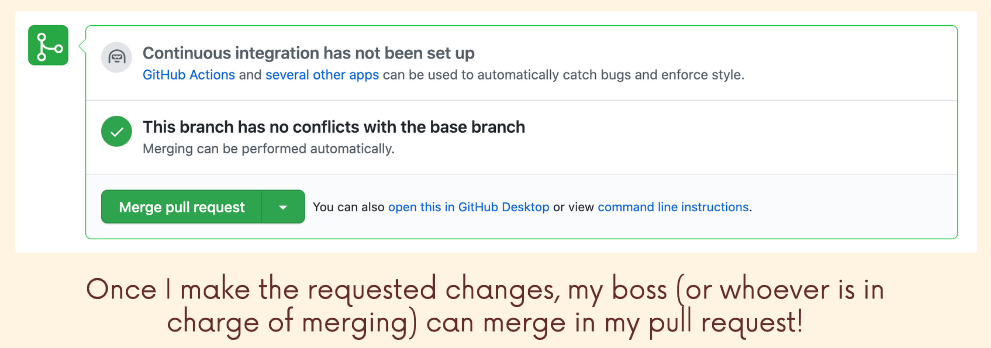 Continuous integration has not been set up
GitHub Actions and several other apps can be used to automatically catch bugs and enforce style.
This branch has no conflicts with the base branch
Merging can be performed automatically.
Merge pull request
You can also open this in GitHub Desktop or view command line instructions.
Once I make the requested changes, my boss (or whoever is in
charge of merging) can merge in my pull request!